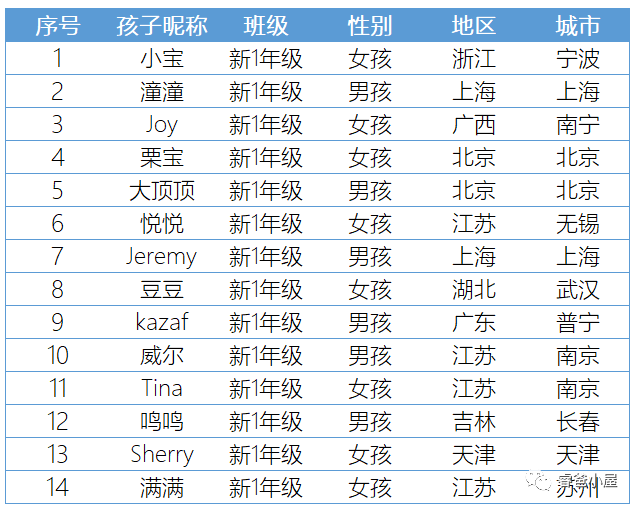 序号 孩子昵称 班级 性别 地区 城市
1 小宝 新1年级 女孩 浙江 宁波
2 潼潼 新1年级 男孩 上海 上海
3 Joy 新1年级 女孩 广西 南宁
4 栗宝 新1年级 女孩 北京 北京
5 大顶顶 新1年级 男孩 北京 北京
6 悦悦 新1年级 女孩 江苏 无锡
7 Jeremy 新1年级 男孩 上海 上海
8 豆豆 新1年级 女孩 湖北 武汉
9 kazaf 新1年级 男孩 广东 普宁
10 威尔 新1年级 男孩 江苏 南京
11 Tina 新1年级 女孩 江苏 南京
12 鸣鸣 新1年级 男孩 吉林 长春
13 Sherry 新1年级 女孩 天津 天津
14 满满 新1年级 女孩 江苏 苏州
睿爸小屋